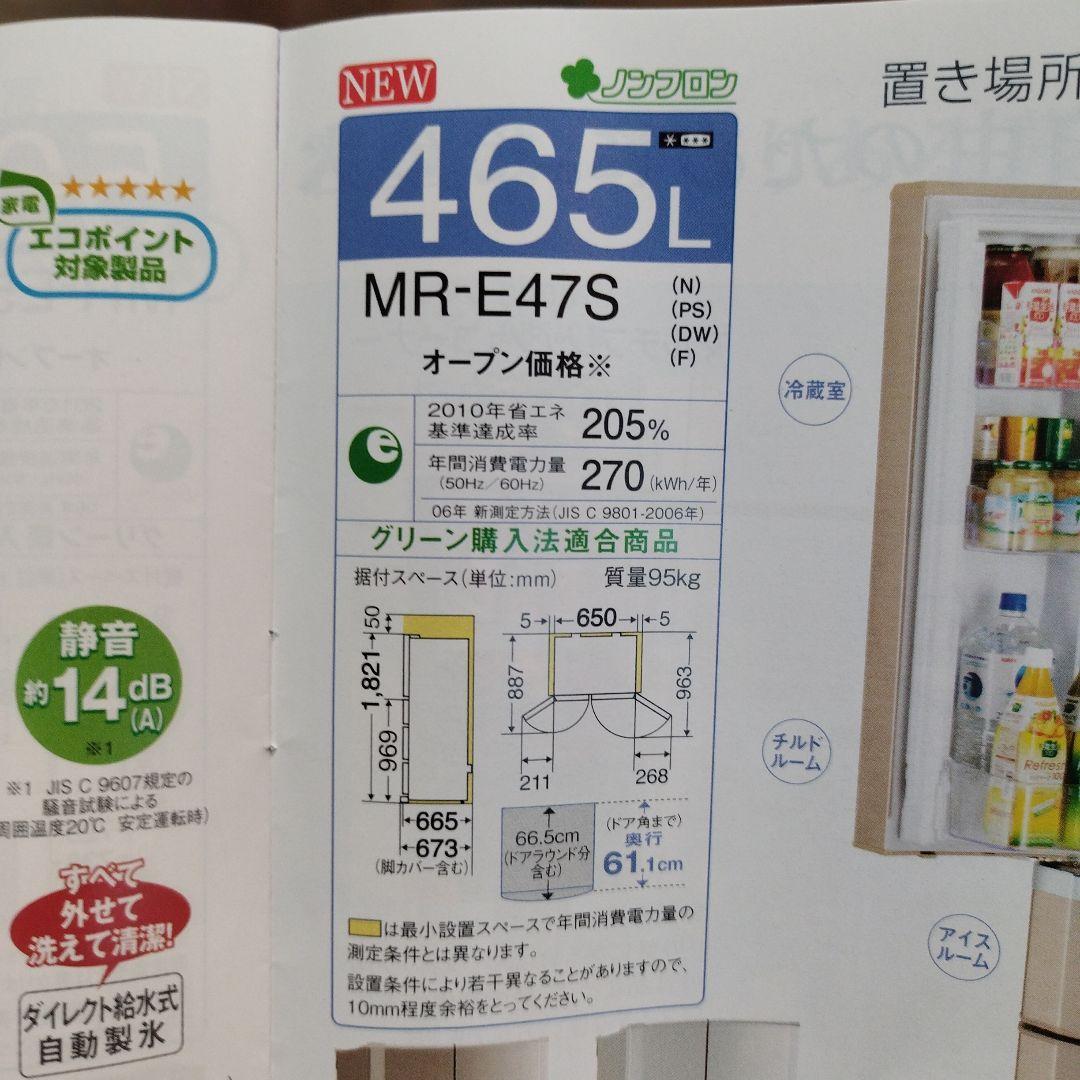 NEW
ノンフロン
465L
MR-E47S
(N)
(PS)
(DW)
(F)
オープン価格※
2010年省エネ
基準達成率
205%
年間消費電力量
(50Hz/60Hz)
270(kWh/年)
06年 新測定方法(JIS C 9801-2006年)
グリーン購入法適合商品
据付スペース(単位:mm) 質量95kg
50
1,821
969
665
673
(脚カバー含む)
5 650 5
887
963
211
268
66.5cm
(ドアラウンド分
含む)
(ドア角まで)
奥行
61.1cm
は最小設置スペースで年間消費電力量の
測定条件とは異なります。
設置条件により若干異なることがありますので、
10mm程度余裕をとってください。
家電
エコポイント
対象製品
静音
約14dB
(A)
※1
※1 JIS C 9607規定の
騒音試験による
周囲温度20℃ 安定運転時)
すべて
外せて
洗えて清潔!
ダイレクト給水式
自動製氷
置き場所
冷蔵室
チルド
ルーム
アイス
ルーム
Refresh